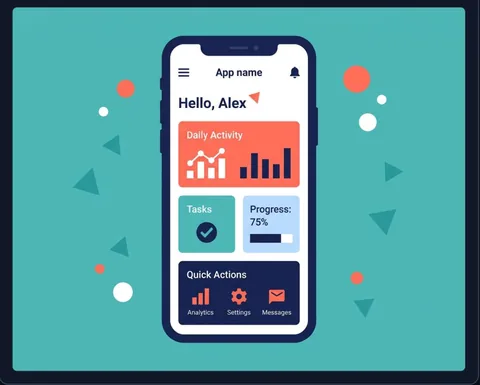 App name
Hello, Alex
Daily Activity
Tasks
Progress:
75%
Quick Actions
Analytics
Settings
Messages